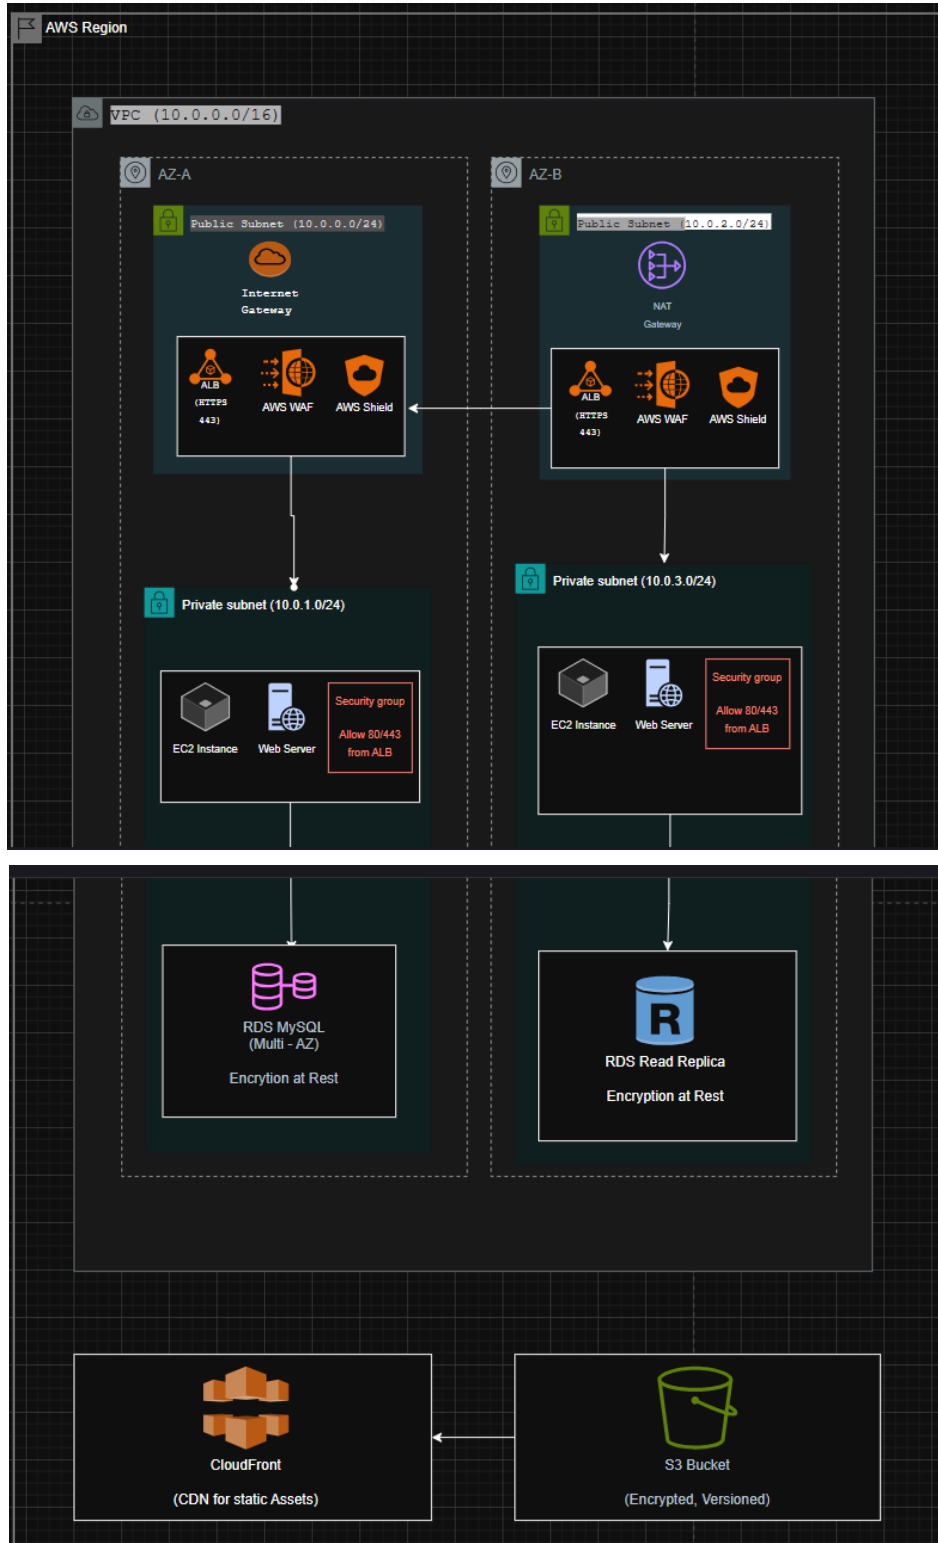 AWS Region
VPC (10.0.0.0/16)
AZ-A
Public Subnet (10.0.0.0/24)
Internet
Gateway
ALB
(HTTPS
443)
AWS WAF
AWS Shield
AZ-B
Public Subnet (10.0.2.0/24)
NAT
Gateway
ALB
(HTTPS
443)
AWS WAF
AWS Shield
Private subnet (10.0.1.0/24)
EC2 Instance
Web Server
Security group
Allow 80/443
from ALB
Private subnet (10.0.3.0/24)
EC2 Instance
Web Server
Security group
Allow 80/443
from ALB
RDS MySQL
(Multi - AZ)
Encrytion at Rest
R
RDS Read Replica
Encryption at Rest
CloudFront
(CDN for static Assets)
S3 Bucket
(Encrypted, Versioned)